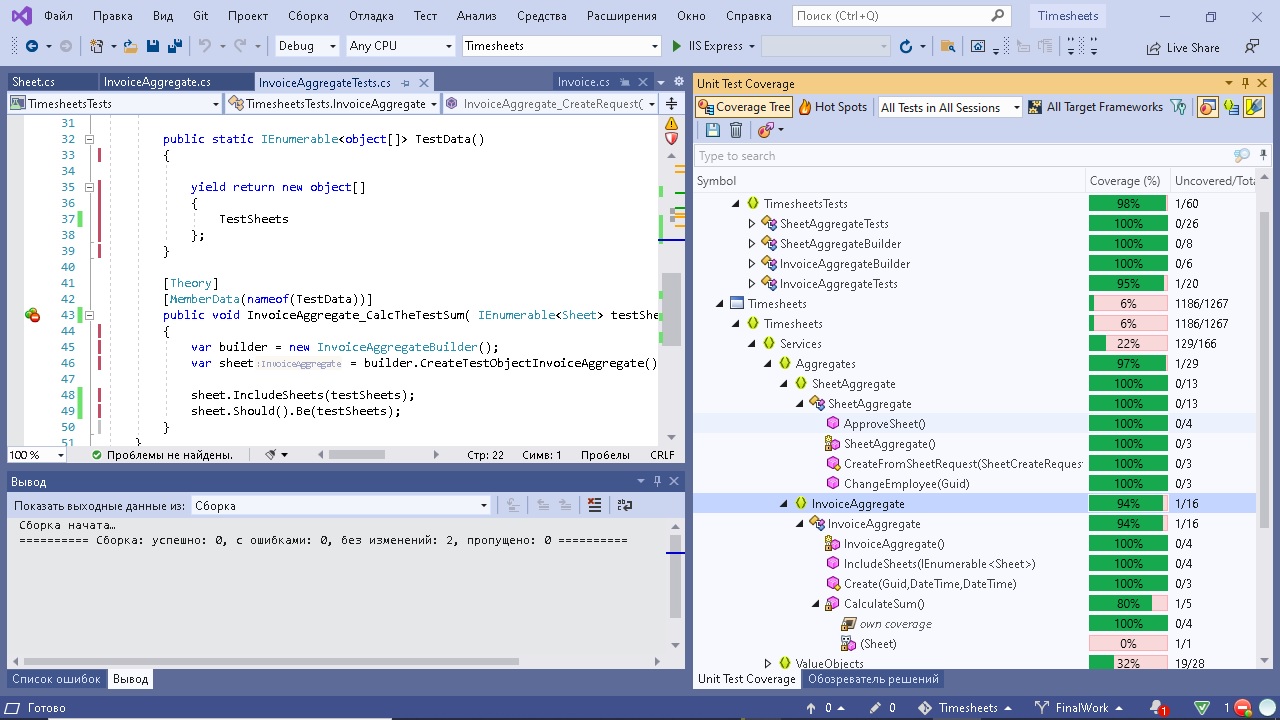 Файл Правка Вид Git Проект Сборка Отладка Тест Анализ Средства Расширения Окно Справка Поиск (Ctrl+Q) Timesheets
Debug Any CPU Timesheets IIS Express Live Share
Sheet.cs InvoiceAggregate.cs InvoiceAggregateTests.cs Invoice.cs
TimesheetsTests TimesheetsTests.InvoiceAggregate InvoiceAggregate_CreateRequest(
31
32 public static IEnumerable<object[]> TestData()
33 {
34
35 yield return new object[]
36 {
37 TestSheets
38 };
39 }
40
41 [Theory]
42 [MemberData(nameof(TestData))]
43 public void InvoiceAggregate_CalcTheTestSum( IEnumerable<Sheet> testShe
44 {
45 var builder = new InvoiceAggregateBuilder();
46 var sheet :InvoiceAggregate = builder.CreateTestObjectInvoiceAggregate()
47
48 sheet.IncludeSheets(testSheets);
49 sheet.Should().Be(testSheets);
50 }
51 }
100 % Проблемы не найдены. Стр: 22 Симв: 1 Пробелы CRLF
Вывод
Показать выходные данные из: Сборка
Сборка начата…
========== Сборка: успешно: 0, с ошибками: 0, без изменений: 2, пропущено: 0 ==========
Список ошибок Вывод
Unit Test Coverage
Coverage Tree Hot Spots All Tests in All Sessions All Target Frameworks
Type to search
Symbol Coverage (%) Uncovered/Tota
TimesheetsTests 98% 1/60
SheetAggregateTests 100% 0/26
SheetAggregateBuilder 100% 0/8
InvoiceAggregateBuilder 100% 0/6
InvoiceAggregateTests 95% 1/20
Timesheets 6% 1186/1267
Timesheets 6% 1186/1267
Services 22% 129/166
Aggregates 97% 1/29
SheetAggregate 100% 0/13
SheetAggregate 100% 0/13
ApproveSheet() 100% 0/4
SheetAggregate() 100% 0/3
CreateFromSheetRequest(SheetCreateReques 100% 0/3
ChangeEmployee(Guid) 100% 0/3
InvoiceAggregate 94% 1/16
InvoiceAggregate 94% 1/16
InvoiceAggregate() 100% 0/4
IncludeSheets(IEnumerable<Sheet>) 100% 0/4
Create(Guid,DateTime,DateTime) 100% 0/3
CalculateSum() 80% 1/5
own coverage 100% 0/4
(Sheet) 0% 1/1
ValueObjects 32% 19/28
Unit Test Coverage Обозреватель решений
Готово 0 0 Timesheets FinalWork 1 1